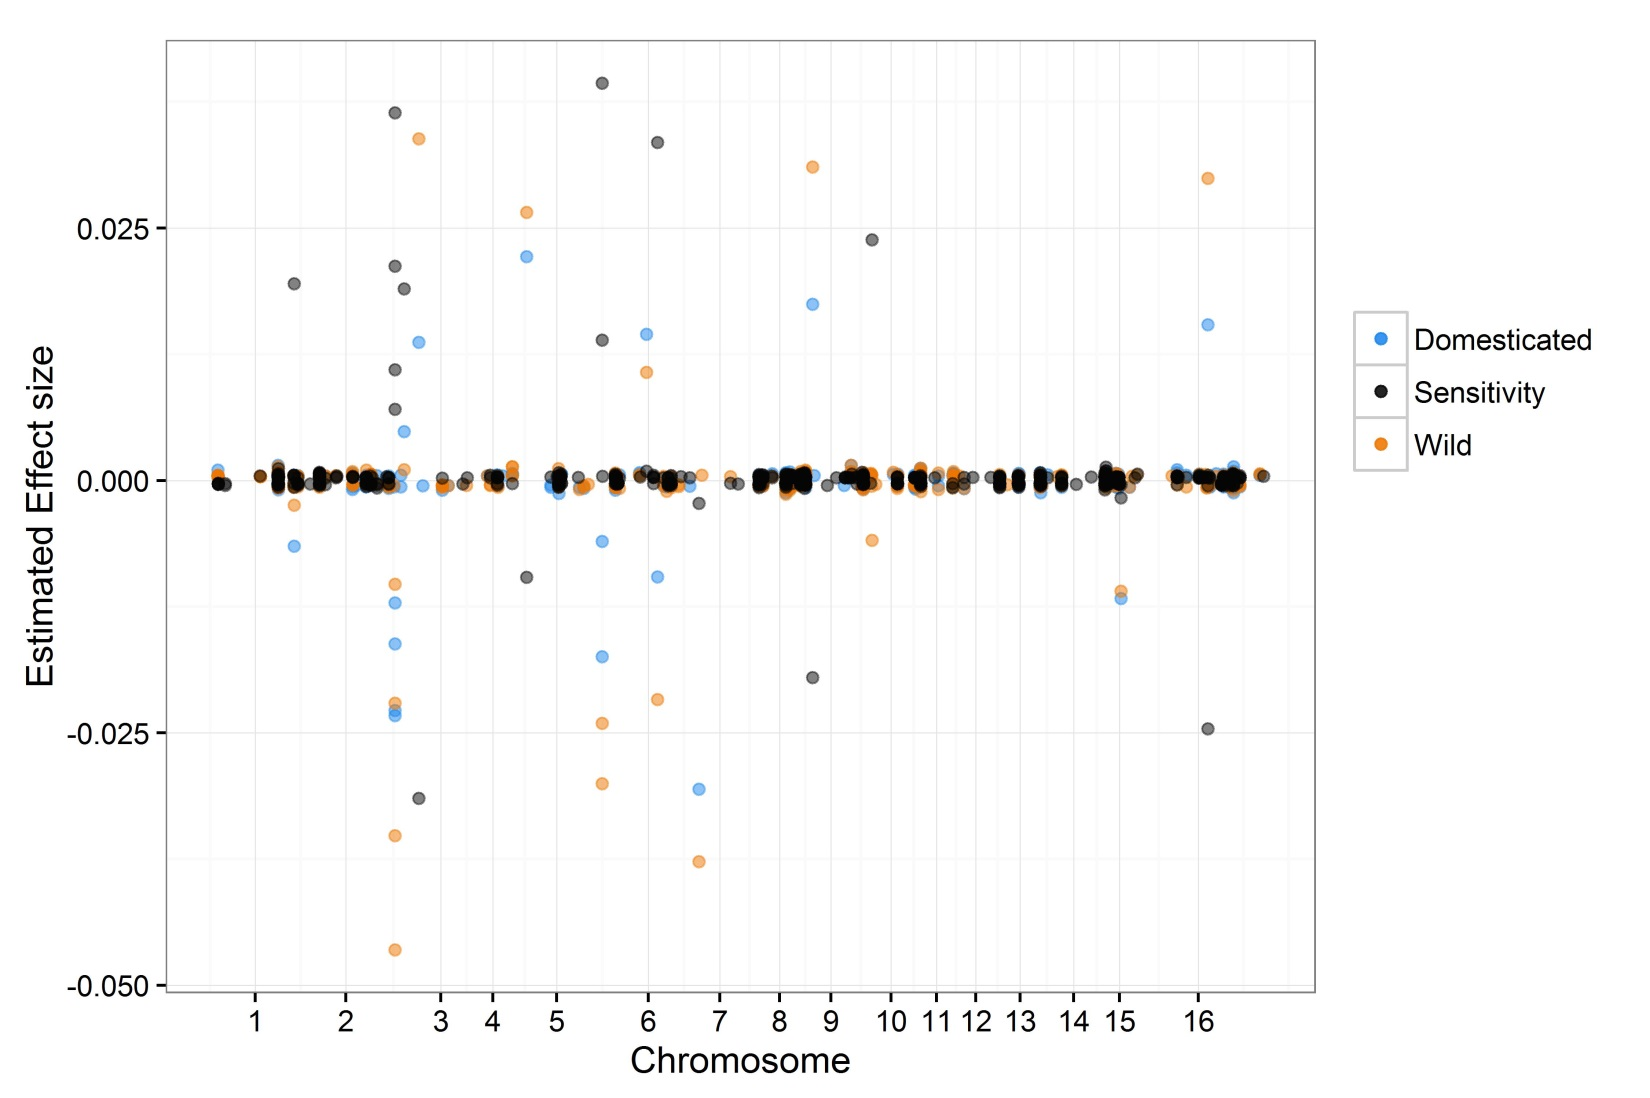 Estimated Effect size
0.025
0.000
-0.025
-0.050
1 2 3 4 5 6 7 8 9 10 11 12 13 14 15 16
Chromosome
Domesticated
Sensitivity
Wild